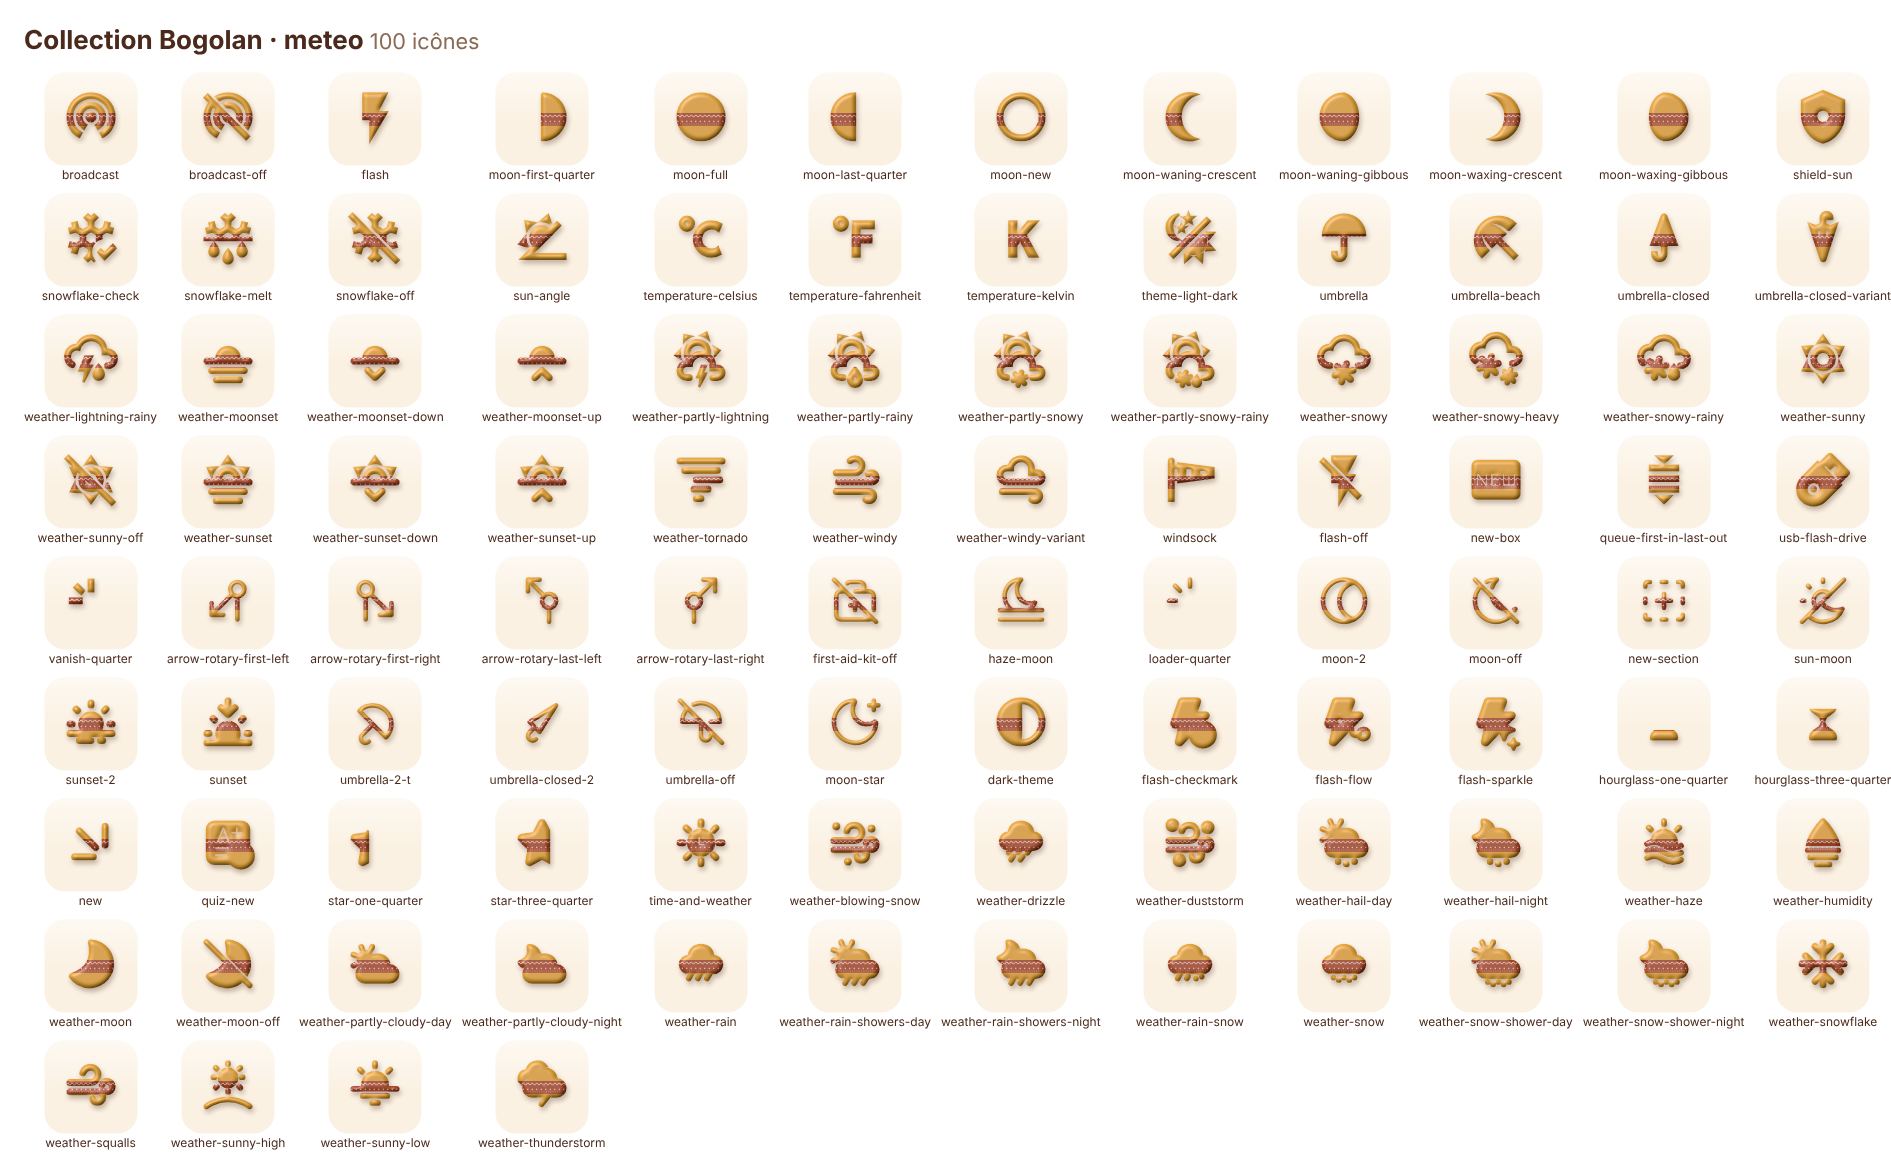 Collection Bogolan · meteo 100 icônes
broadcast broadcast-off flash moon-first-quarter moon-full moon-last-quarter moon-new moon-waning-crescent moon-waning-gibbous moon-waxing-crescent moon-waxing-gibbous shield-sun
°C °F K
snowflake-check snowflake-melt snowflake-off sun-angle temperature-celsius temperature-fahrenheit temperature-kelvin theme-light-dark umbrella umbrella-beach umbrella-closed umbrella-closed-variant
weather-lightning-rainy weather-moonset weather-moonset-down weather-moonset-up weather-partly-lightning weather-partly-rainy weather-partly-snowy weather-partly-snowy-rainy weather-snowy weather-snowy-heavy weather-snowy-rainy weather-sunny
NEW
weather-sunny-off weather-sunset weather-sunset-down weather-sunset-up weather-tornado weather-windy weather-windy-variant windsock flash-off new-box queue-first-in-last-out usb-flash-drive
vanish-quarter arrow-rotary-first-left arrow-rotary-first-right arrow-rotary-last-left arrow-rotary-last-right first-aid-kit-off haze-moon loader-quarter moon-2 moon-off new-section sun-moon
sunset-2 sunset umbrella-2-t umbrella-closed-2 umbrella-off moon-star dark-theme flash-checkmark flash-flow flash-sparkle hourglass-one-quarter hourglass-three-quarter
A+
new quiz-new star-one-quarter star-three-quarter time-and-weather weather-blowing-snow weather-drizzle weather-duststorm weather-hail-day weather-hail-night weather-haze weather-humidity
weather-moon weather-moon-off weather-partly-cloudy-day weather-partly-cloudy-night weather-rain weather-rain-showers-day weather-rain-showers-night weather-rain-snow weather-snow weather-snow-shower-day weather-snow-shower-night weather-snowflake
weather-squalls weather-sunny-high weather-sunny-low weather-thunderstorm